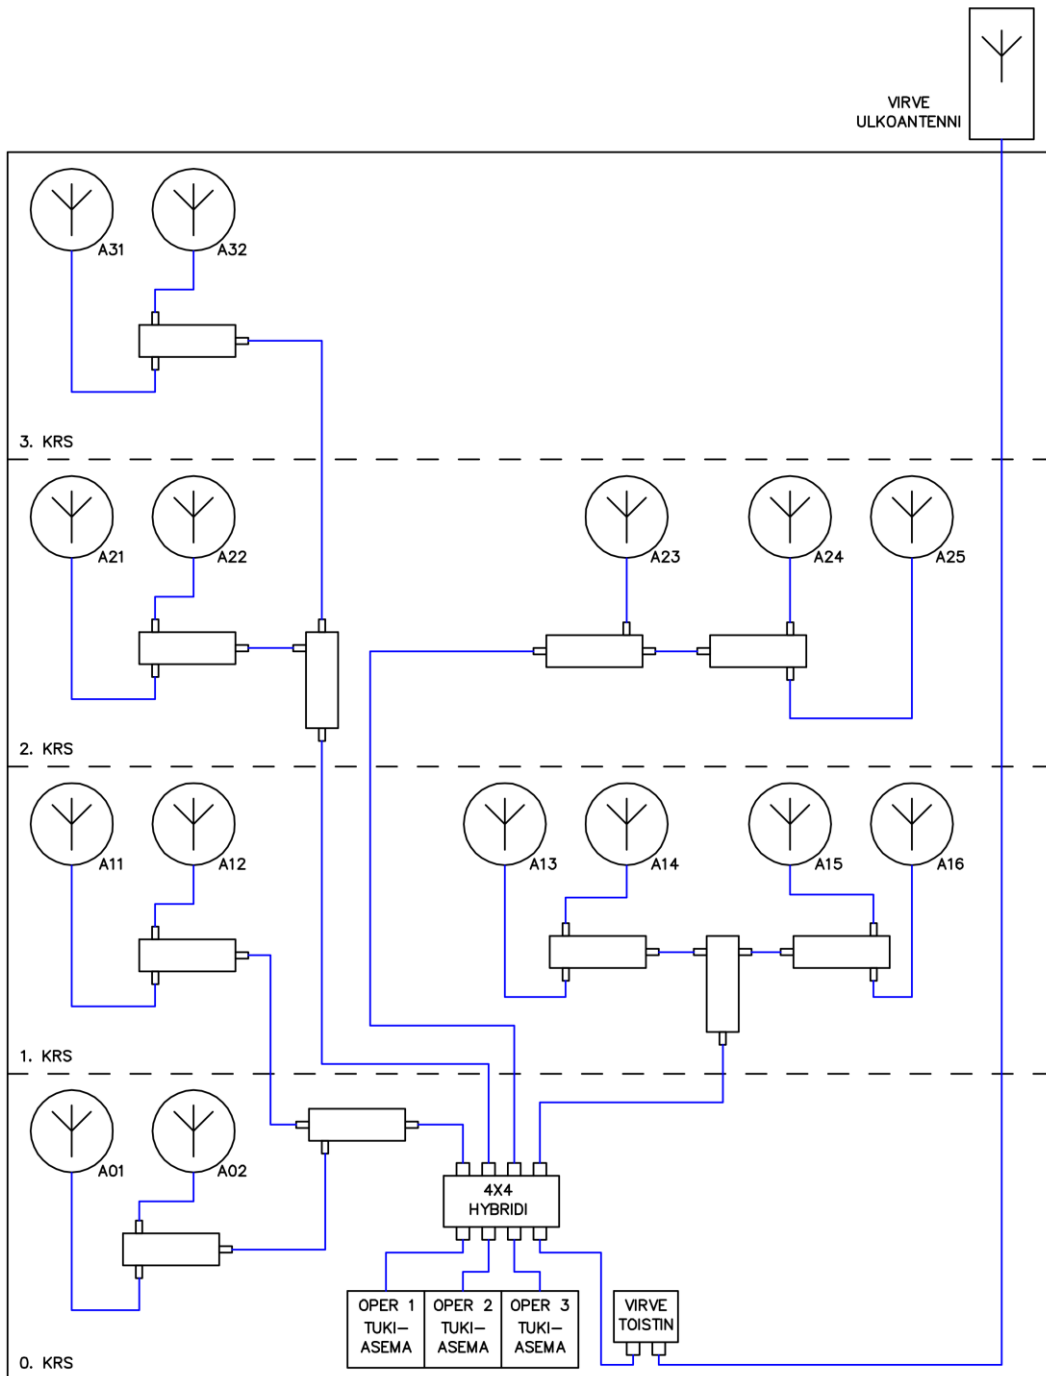 VIRVE
ULKOANTENNI
A31
A32
3. KRS
A21
A22
A23
A24
A25
2. KRS
A11
A12
A13
A14
A15
A16
1. KRS
A01
A02
4X4
HYBRIDI
OPER 1
TUKI–
ASEMA
OPER 2
TUKI–
ASEMA
OPER 3
TUKI–
ASEMA
VIRVE
TOISTIN
0. KRS